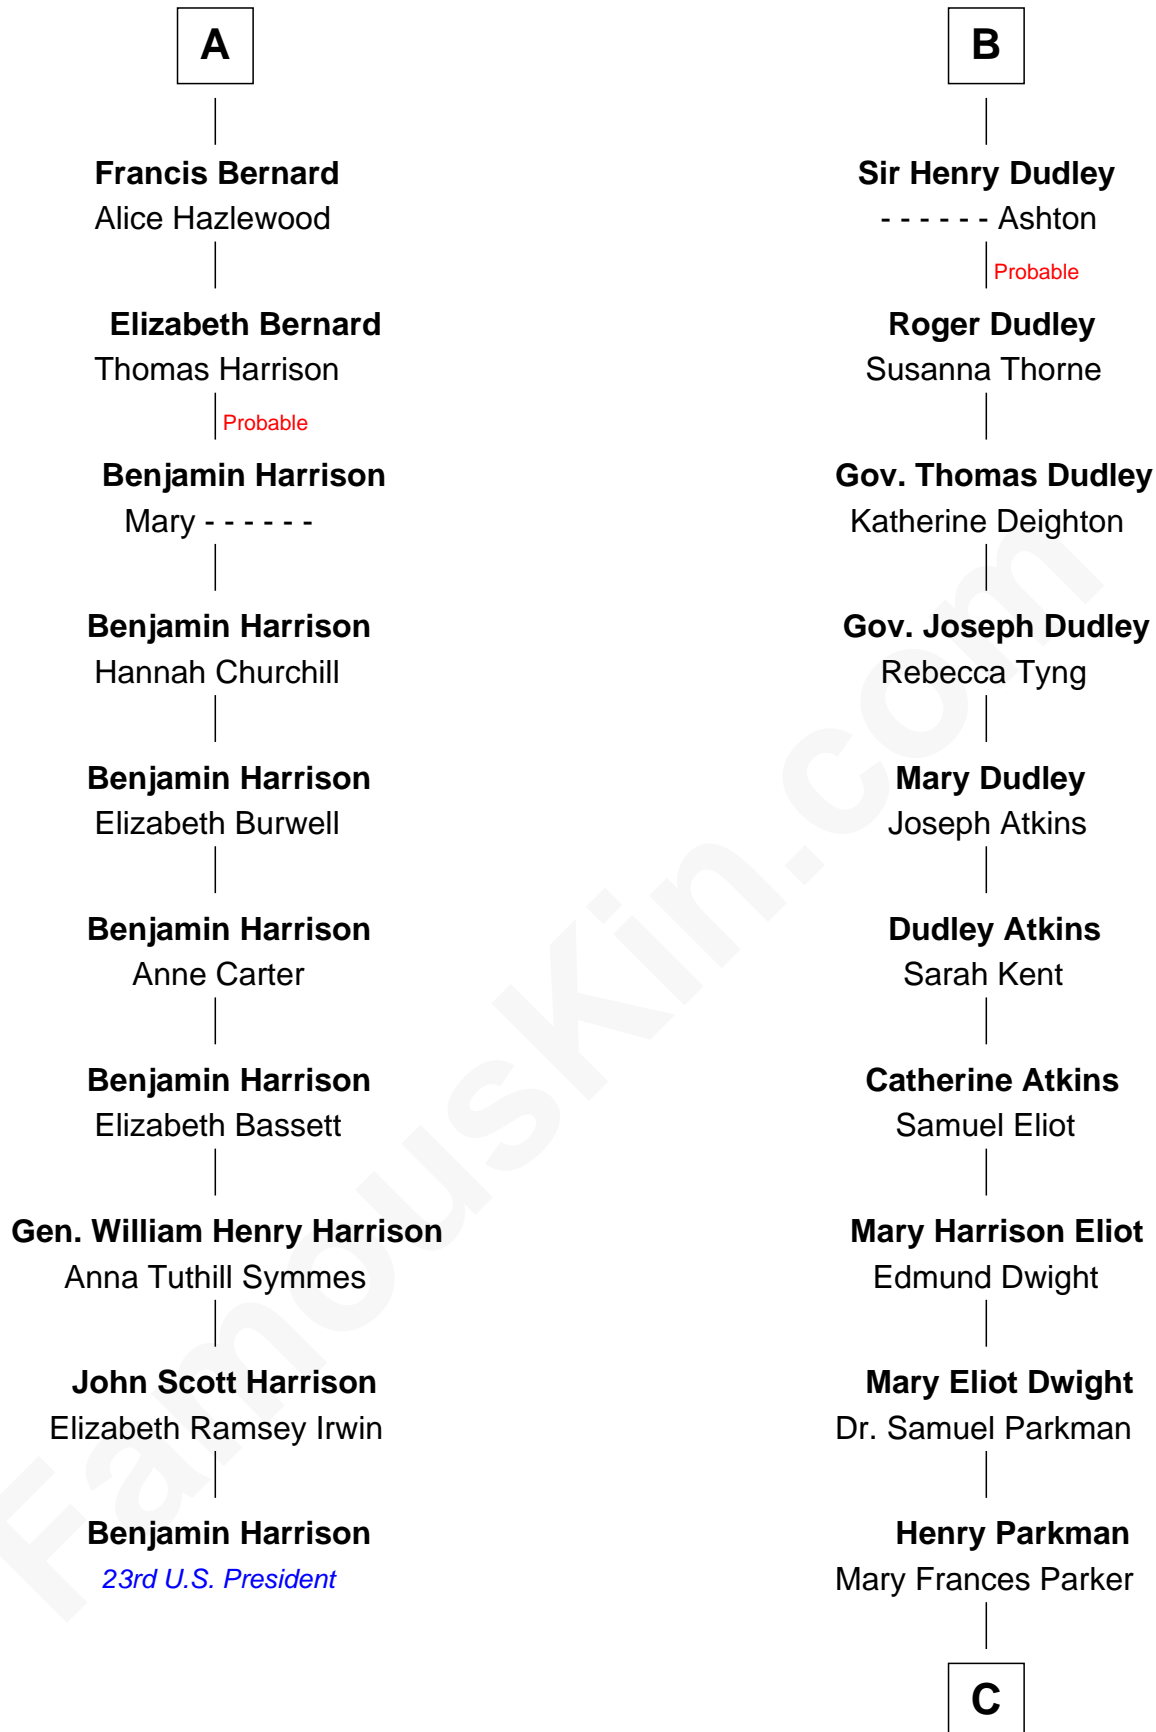 A
Francis Bernard
Alice Hazlewood
Elizabeth Bernard
Thomas Harrison
Probable
Benjamin Harrison
Mary - - - - - -
Benjamin Harrison
Hannah Churchill
Benjamin Harrison
Elizabeth Burwell
Benjamin Harrison
Anne Carter
Benjamin Harrison
Elizabeth Bassett
Gen. William Henry Harrison
Anna Tuthill Symmes
John Scott Harrison
Elizabeth Ramsey Irwin
Benjamin Harrison
23rd U.S. President
B
Sir Henry Dudley
- - - - - - Ashton
Probable
Roger Dudley
Susanna Thorne
Gov. Thomas Dudley
Katherine Deighton
Gov. Joseph Dudley
Rebecca Tyng
Mary Dudley
Joseph Atkins
Dudley Atkins
Sarah Kent
Catherine Atkins
Samuel Eliot
Mary Harrison Eliot
Edmund Dwight
Mary Eliot Dwight
Dr. Samuel Parkman
Henry Parkman
Mary Frances Parker
C
FamousKin.com